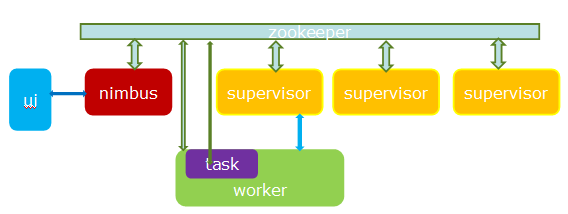 zookeeper
ui
nimbus
supervisor
supervisor
supervisor
task
worker